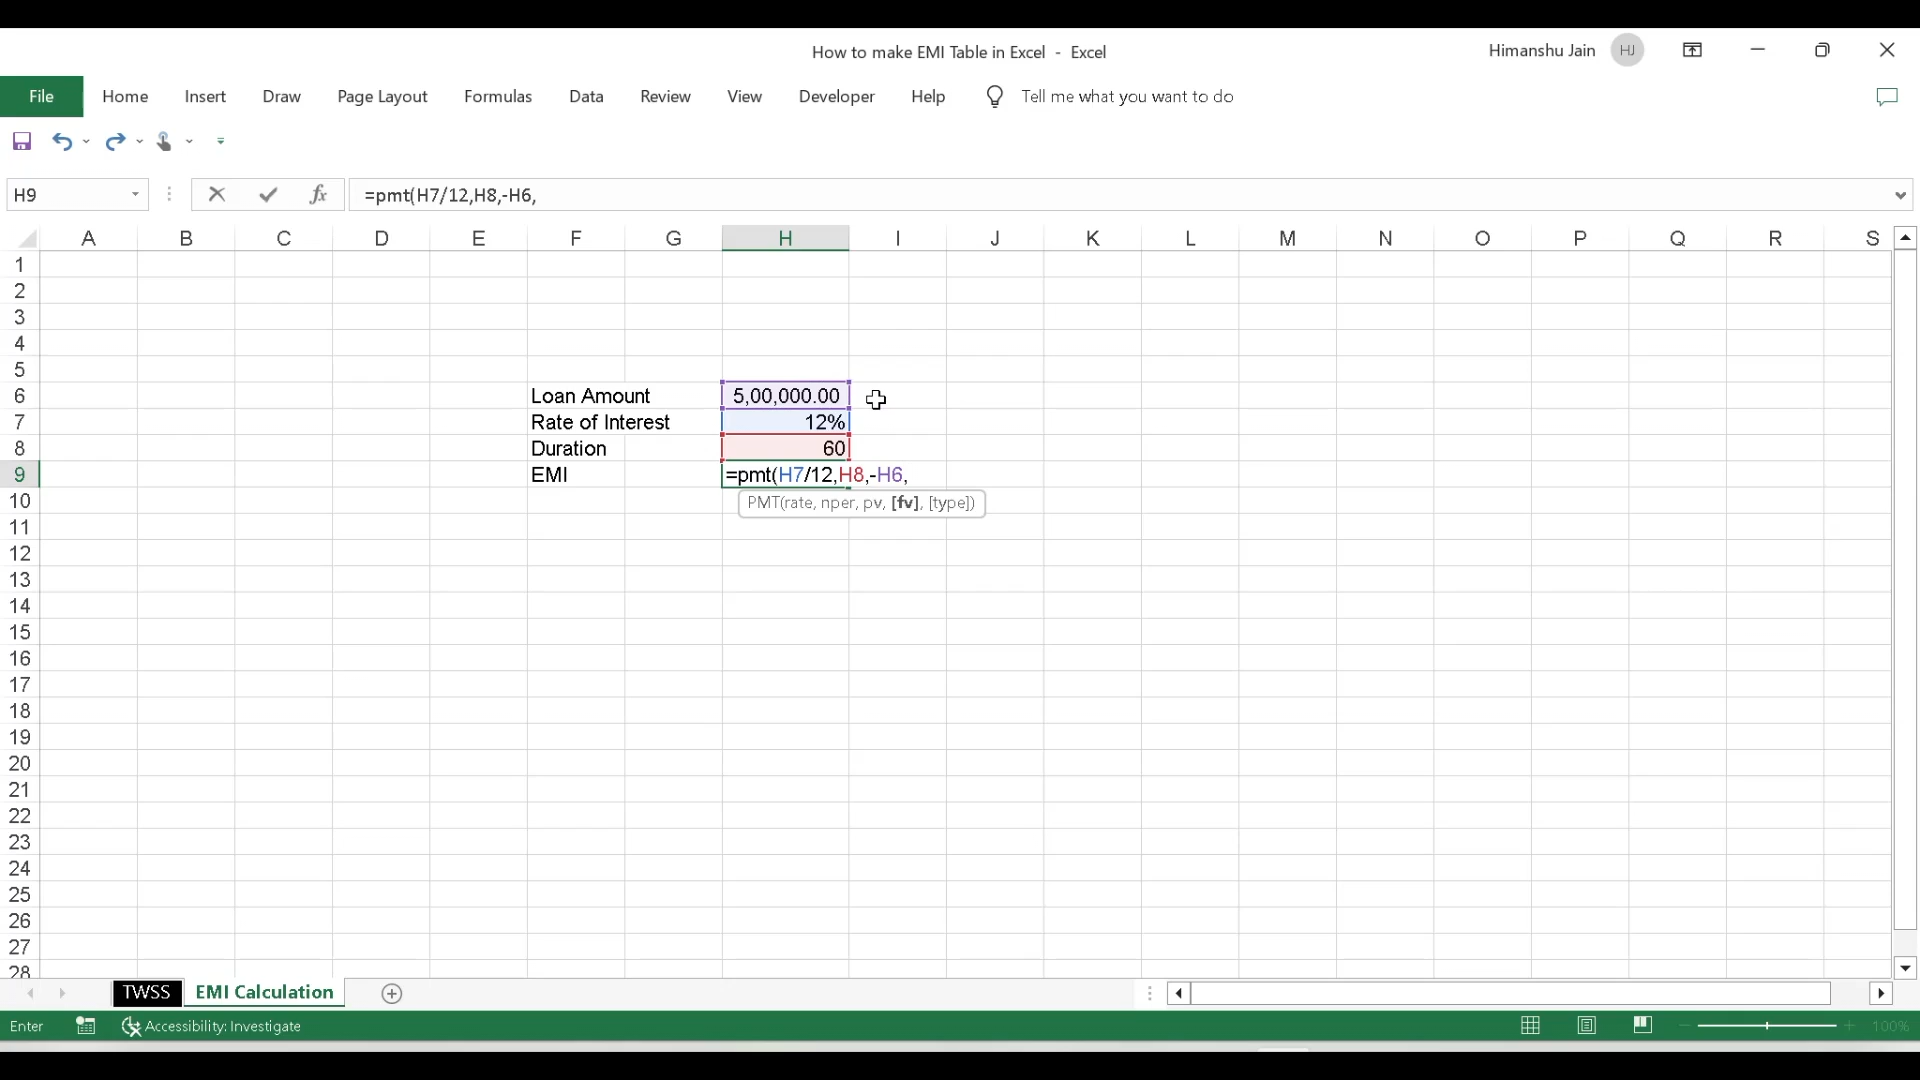 How to make EMI Table in Excel - Excel
Himanshu Jain HJ
File Home Insert Draw Page Layout Formulas Data Review View Developer Help Tell me what you want to do
H9 fx =pmt(H7/12,H8,-H6,
A B C D E F G H I J K L M N O P Q R S
1
2
3
4
5
6 Loan Amount 5,00,000.00
7 Rate of Interest 12%
8 Duration 60
9 EMI =pmt(H7/12,H8,-H6,
10 PMT(rate, nper, pv, [fv], [type])
11
12
13
14
15
16
17
18
19
20
21
22
23
24
25
26
27
28
TWSS EMI Calculation
Enter Accessibility: Investigate 100%